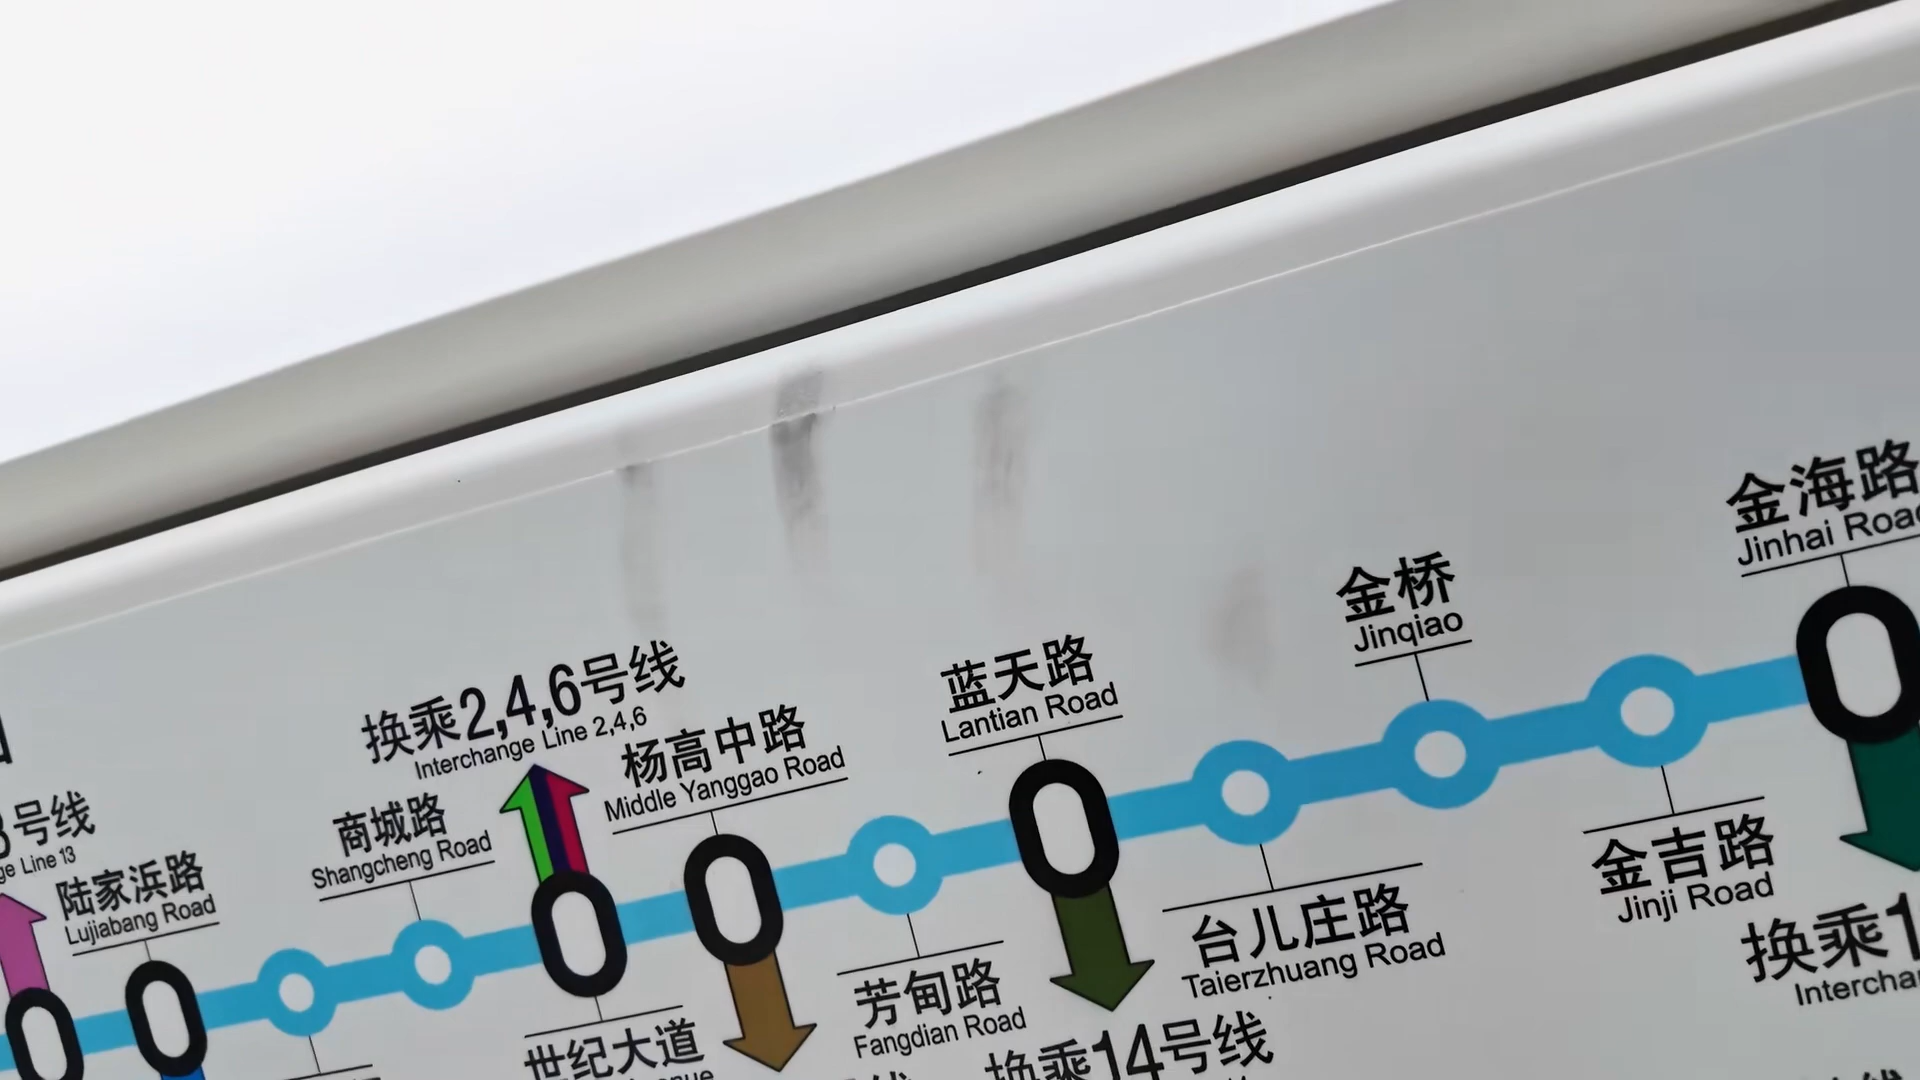 号线
Line 13
陆家浜路
Lujiabang Road
商城路
Shangcheng Road
换乘2,4,6号线
Interchange Line 2,4,6
世纪大道
杨高中路
Middle Yanggao Road
芳甸路
Fangdian Road
蓝天路
Lantian Road
换乘14号线
台儿庄路
Taierzhuang Road
金桥
Jinqiao
金吉路
Jinji Road
金海路
Jinhai Road
换乘1